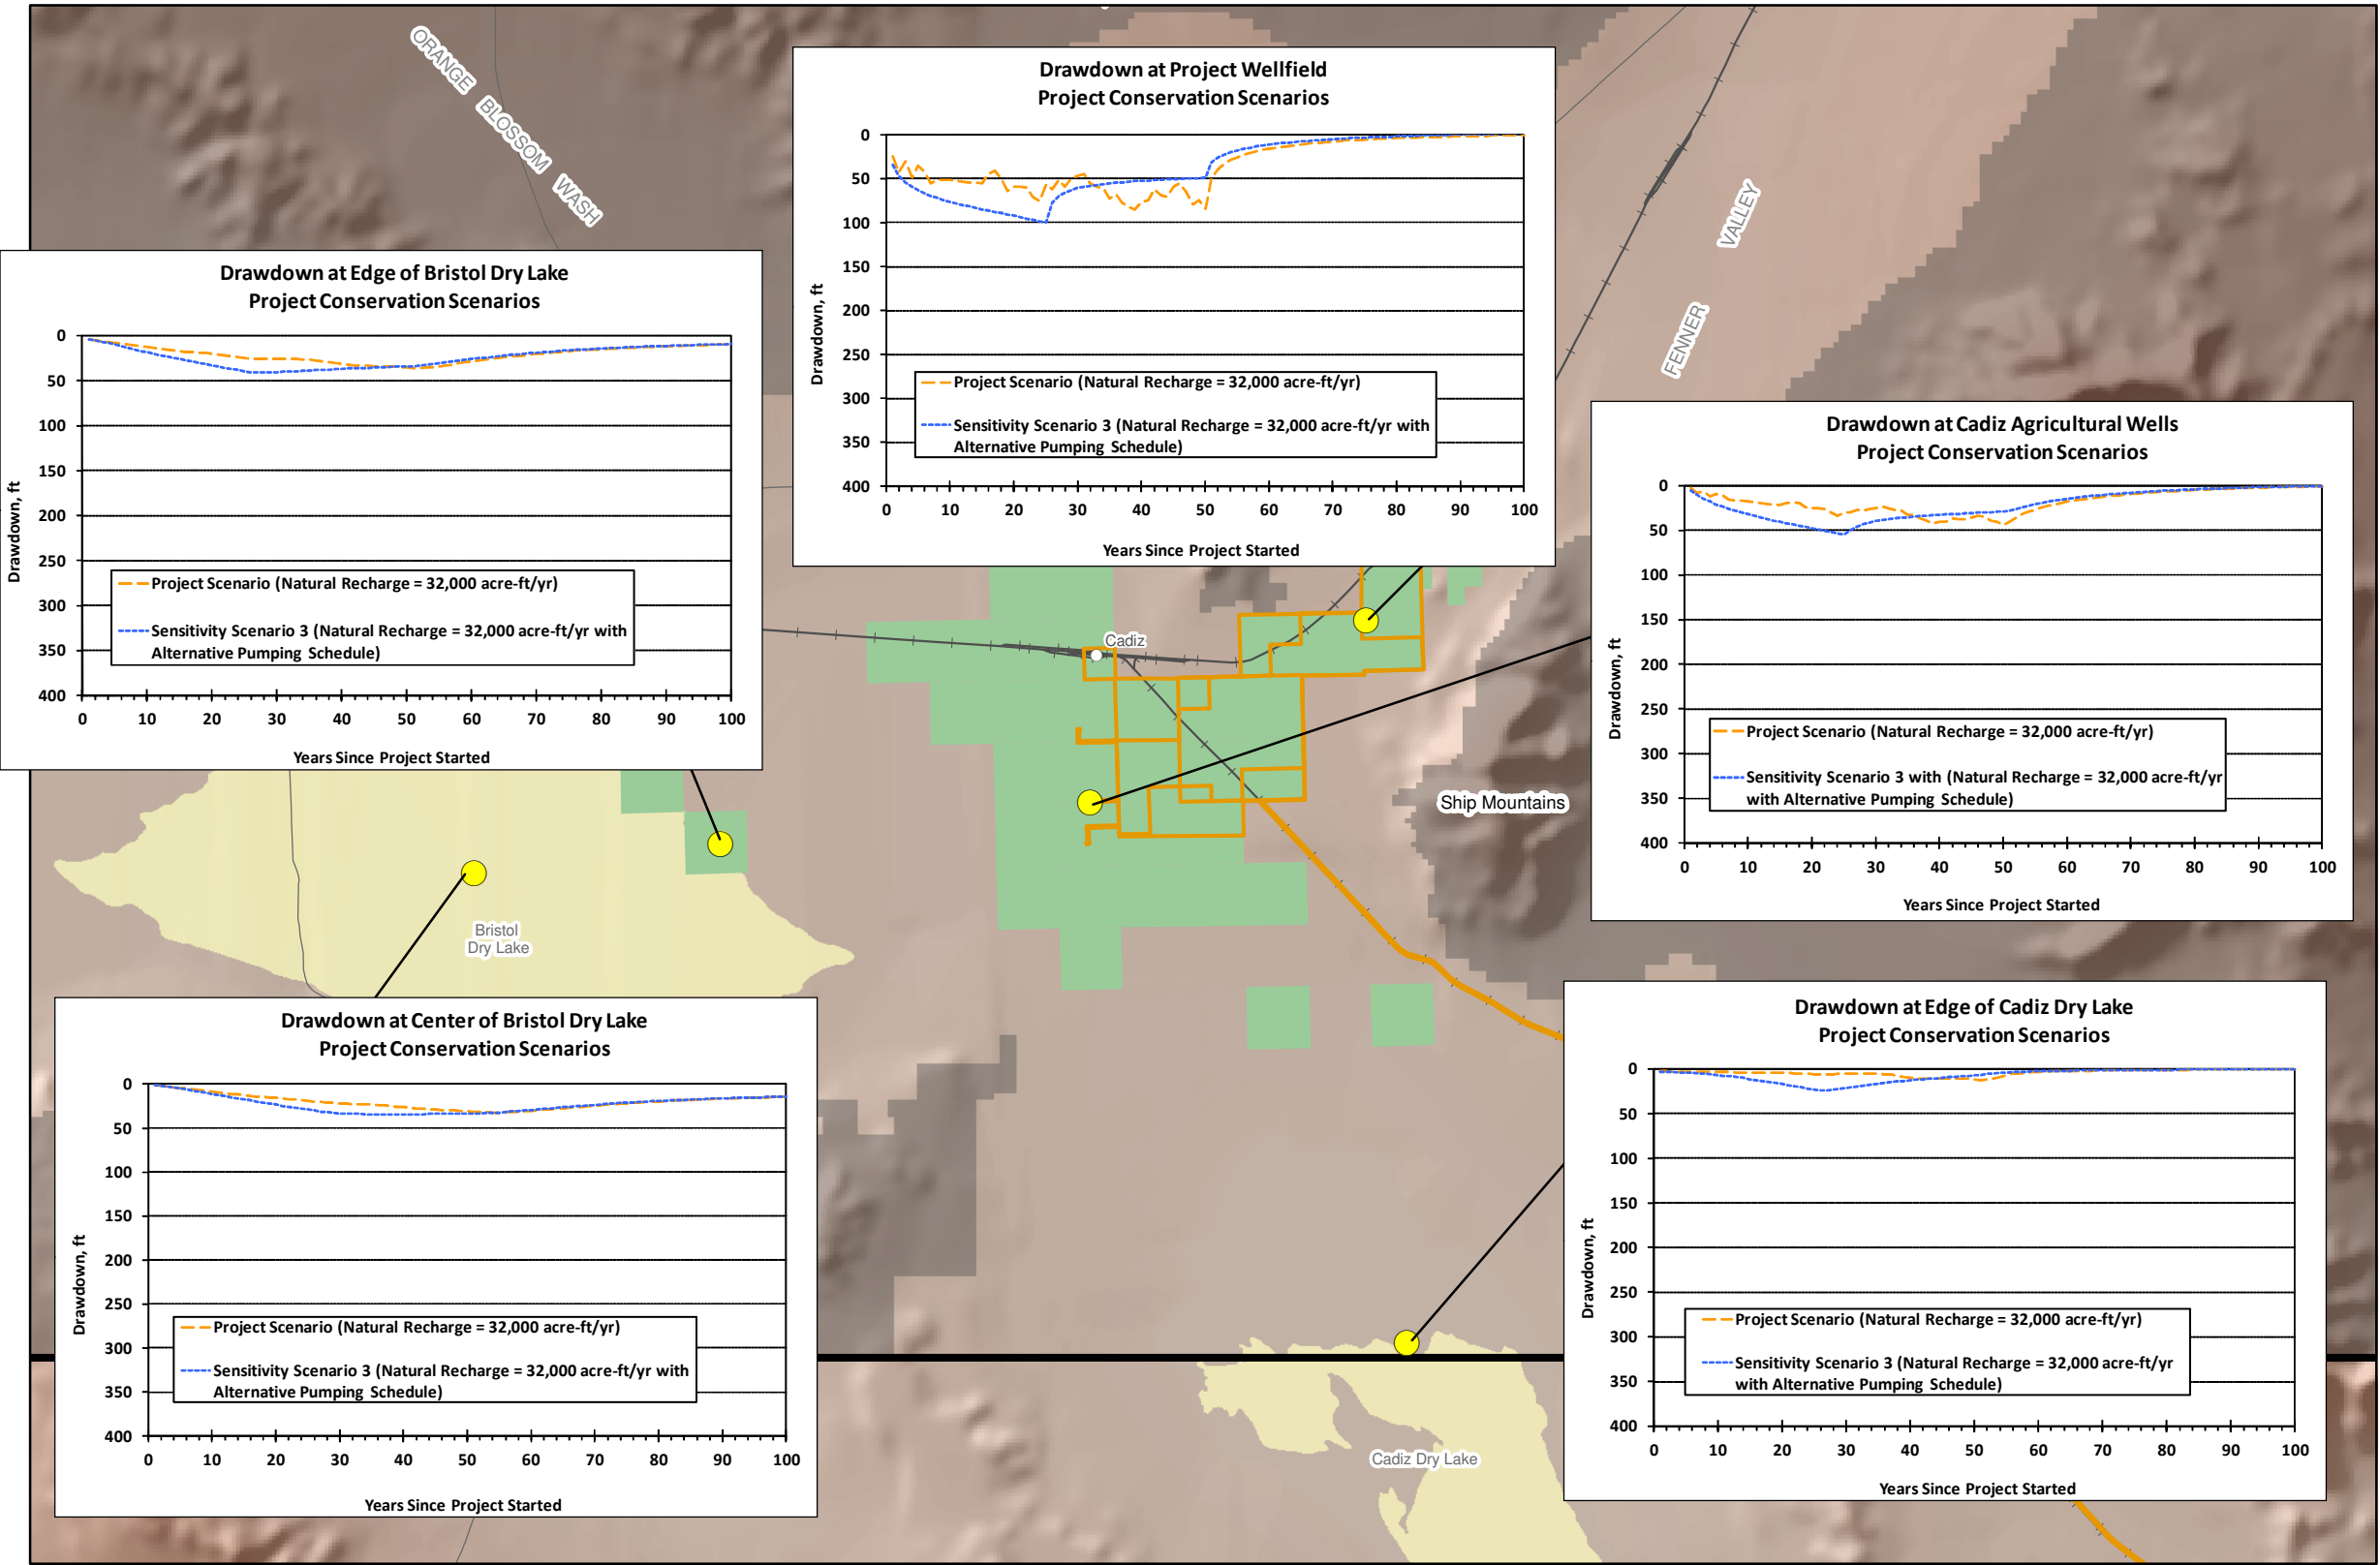 ORANGE BLOSSOM WASH
Drawdown at Project Wellfield
Project Conservation Scenarios
Drawdown, ft
0
50
100
150
200
250
300
350
400
Project Scenario (Natural Recharge = 32,000 acre-ft/yr)
Sensitivity Scenario 3 (Natural Recharge = 32,000 acre-ft/yr with
Alternative Pumping Schedule)
0 10 20 30 40 50 60 70 80 90 100
Years Since Project Started
FENNER VALLEY
Drawdown at Edge of Bristol Dry Lake
Project Conservation Scenarios
Drawdown, ft
0
50
100
150
200
250
300
350
400
Project Scenario (Natural Recharge = 32,000 acre-ft/yr)
Sensitivity Scenario 3 (Natural Recharge = 32,000 acre-ft/yr with
Alternative Pumping Schedule)
0 10 20 30 40 50 60 70 80 90 100
Years Since Project Started
Drawdown at Cadiz Agricultural Wells
Project Conservation Scenarios
Drawdown, ft
0
50
100
150
200
250
300
350
400
Project Scenario (Natural Recharge = 32,000 acre-ft/yr)
Sensitivity Scenario 3 with (Natural Recharge = 32,000 acre-ft/yr
with Alternative Pumping Schedule)
0 10 20 30 40 50 60 70 80 90 100
Years Since Project Started
Cadiz
Ship Mountains
Bristol
Dry Lake
Drawdown at Center of Bristol Dry Lake
Project Conservation Scenarios
Drawdown, ft
0
50
100
150
200
250
300
350
400
Project Scenario (Natural Recharge = 32,000 acre-ft/yr)
Sensitivity Scenario 3 (Natural Recharge = 32,000 acre-ft/yr with
Alternative Pumping Schedule)
0 10 20 30 40 50 60 70 80 90 100
Years Since Project Started
Drawdown at Edge of Cadiz Dry Lake
Project Conservation Scenarios
Drawdown, ft
0
50
100
150
200
250
300
350
400
Project Scenario (Natural Recharge = 32,000 acre-ft/yr)
Sensitivity Scenario 3 (Natural Recharge = 32,000 acre-ft/yr
with Alternative Pumping Schedule)
0 10 20 30 40 50 60 70 80 90 100
Years Since Project Started
Cadiz Dry Lake